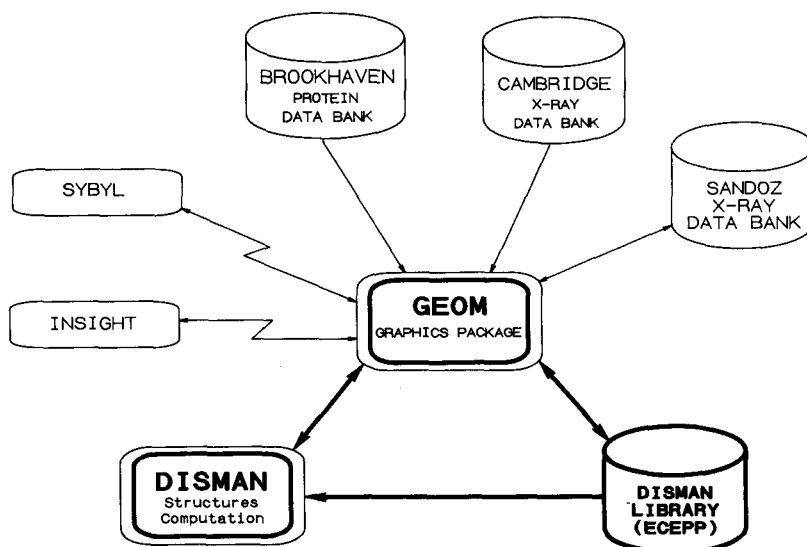 BROOKHAVEN
PROTEIN
DATA BANK
CAMBRIDGE
X-RAY
DATA BANK
SANDOZ
X-RAY
DATA BANK
SYBYL
INSIGHT
GEOM
GRAPHICS PACKAGE
DISMAN
Structures
Computation
DISMAN
LIBRARY
(ECEPP)